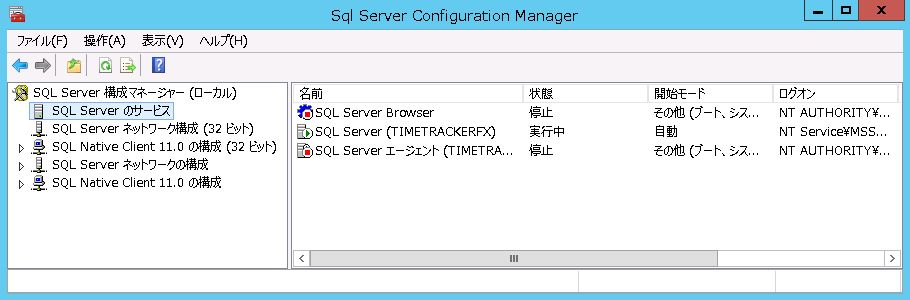 Sql Server Configuration Manager
ファイル(F) 操作(A) 表示(V) ヘルプ(H)
SQL Server 構成マネージャー (ローカル)
SQL Server のサービス
SQL Server ネットワーク構成 (32 ビット)
SQL Native Client 11.0 の構成 (32 ビット)
SQL Server ネットワークの構成
SQL Native Client 11.0 の構成
名前 状態 開始モード ログオン
SQL Server Browser 停止 その他 (ブート、シス... NT AUTHORITY¥...
SQL Server (TIMETRACKERFX) 実行中 自動 NT Service¥MSS...
SQL Server エージェント (TIMETRA... 停止 その他 (ブート、シス... NT AUTHORITY¥...